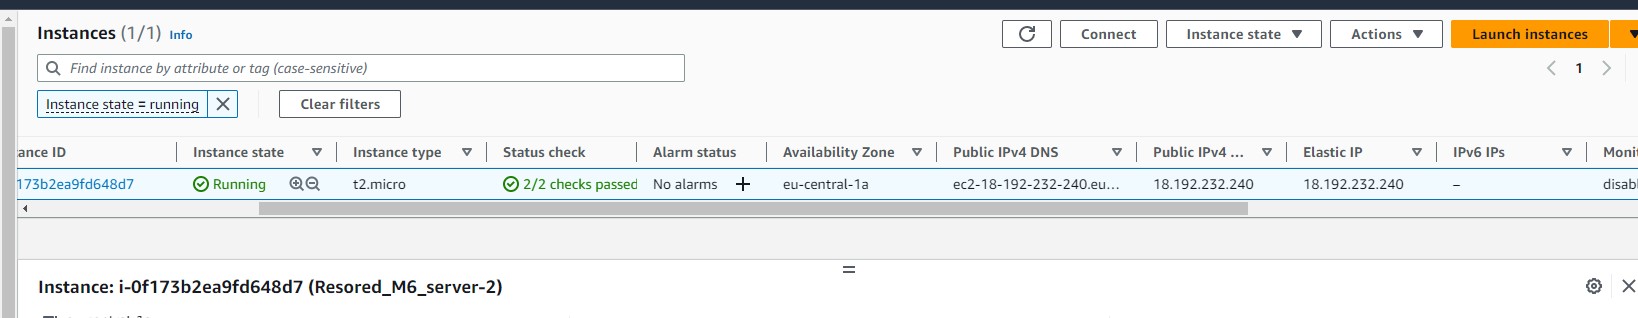 Instances (1/1) Info
Connect Instance state Actions Launch instances
Find instance by attribute or tag (case-sensitive)
1
Instance state = running Clear filters
ance ID Instance state Instance type Status check Alarm status Availability Zone Public IPv4 DNS Public IPv4 ... Elastic IP IPv6 IPs Monit
173b2ea9fd648d7 Running t2.micro 2/2 checks passed No alarms + eu-central-1a ec2-18-192-232-240.eu... 18.192.232.240 18.192.232.240 – disabl
Instance: i-0f173b2ea9fd648d7 (Resored_M6_server-2)